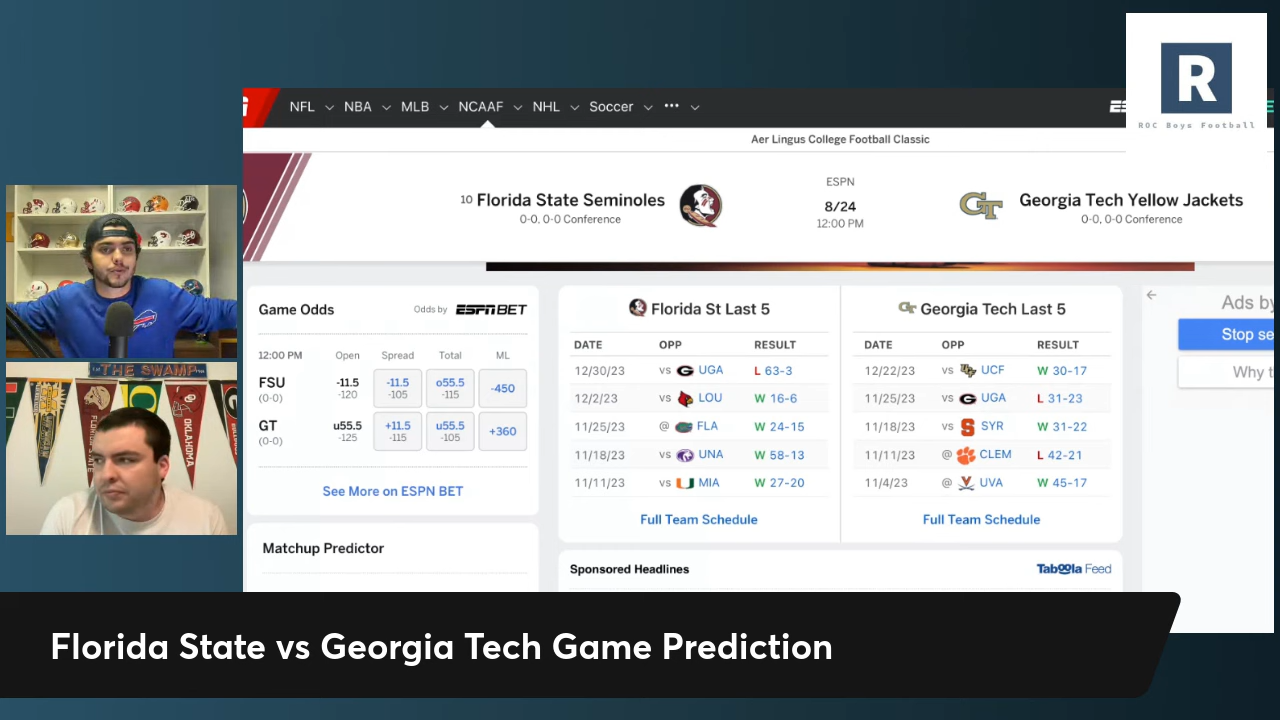 R
ROC Boys Football
NFL NBA MLB NCAAF NHL Soccer •••
Aer Lingus College Football Classic
10 Florida State Seminoles
0-0, 0-0 Conference
ESPN
8/24
12:00 PM
GT
Georgia Tech Yellow Jackets
0-0, 0-0 Conference
Game Odds
Odds by ESPN BET
12:00 PM Open Spread Total ML
FSU -11.5 -11.5 o55.5 -450
(0-0) -120 -105 -115
GT u55.5 +11.5 u55.5 +360
(0-0) -125 -115 -105
See More on ESPN BET
Matchup Predictor
Florida St Last 5
DATE OPP RESULT
12/30/23 vs UGA L 63-3
12/2/23 vs LOU W 16-6
11/25/23 @ FLA W 24-15
11/18/23 vs UNA W 58-13
11/11/23 vs MIA W 27-20
Full Team Schedule
Georgia Tech Last 5
DATE OPP RESULT
12/22/23 vs UCF W 30-17
11/25/23 vs UGA L 31-23
11/18/23 vs SYR W 31-22
11/11/23 @ CLEM L 42-21
11/4/23 @ UVA W 45-17
Full Team Schedule
Sponsored Headlines
Taboola Feed
Ads by
Stop se
Why t
THE SWAMP
FLORIDA STATE
OKLAHOMA
Florida State vs Georgia Tech Game Prediction